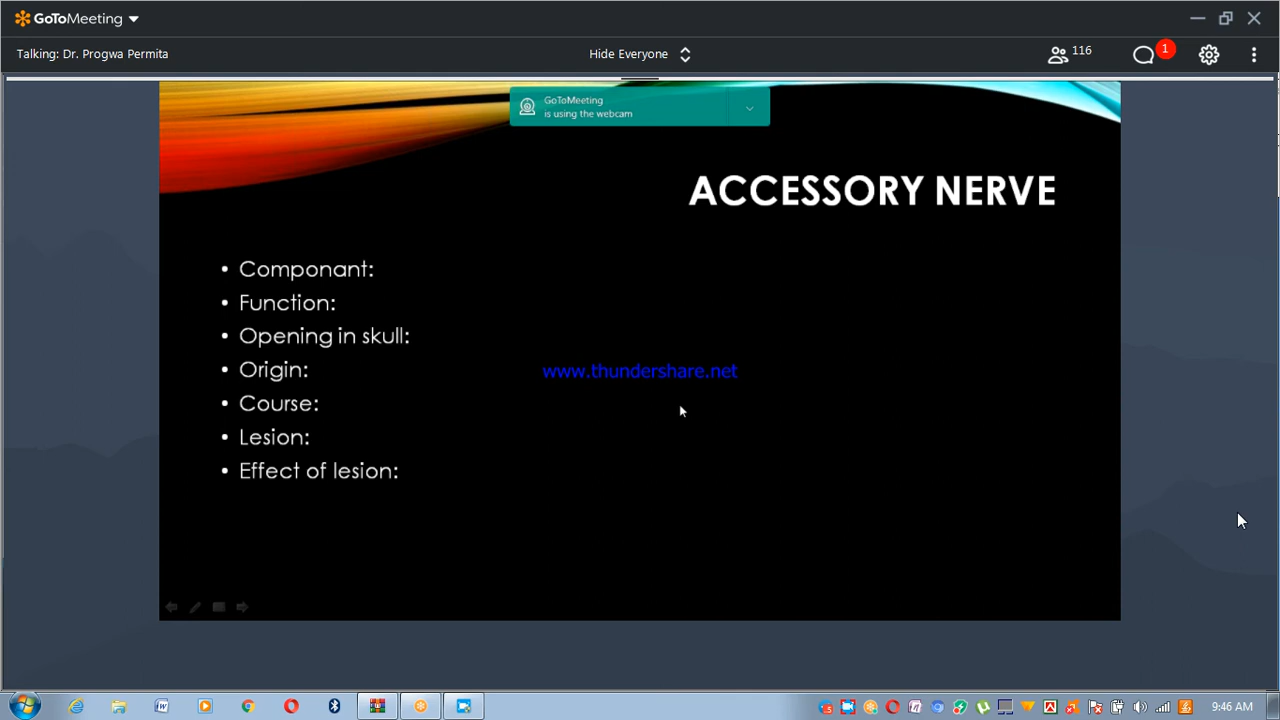 GoToMeeting
Talking: Dr. Progwa Permita
Hide Everyone
116
1
GoToMeeting
is using the webcam
ACCESSORY NERVE
• Componant:
• Function:
• Opening in skull:
• Origin:
• Course:
• Lesion:
• Effect of lesion:
www.thundershare.net
9:46 AM